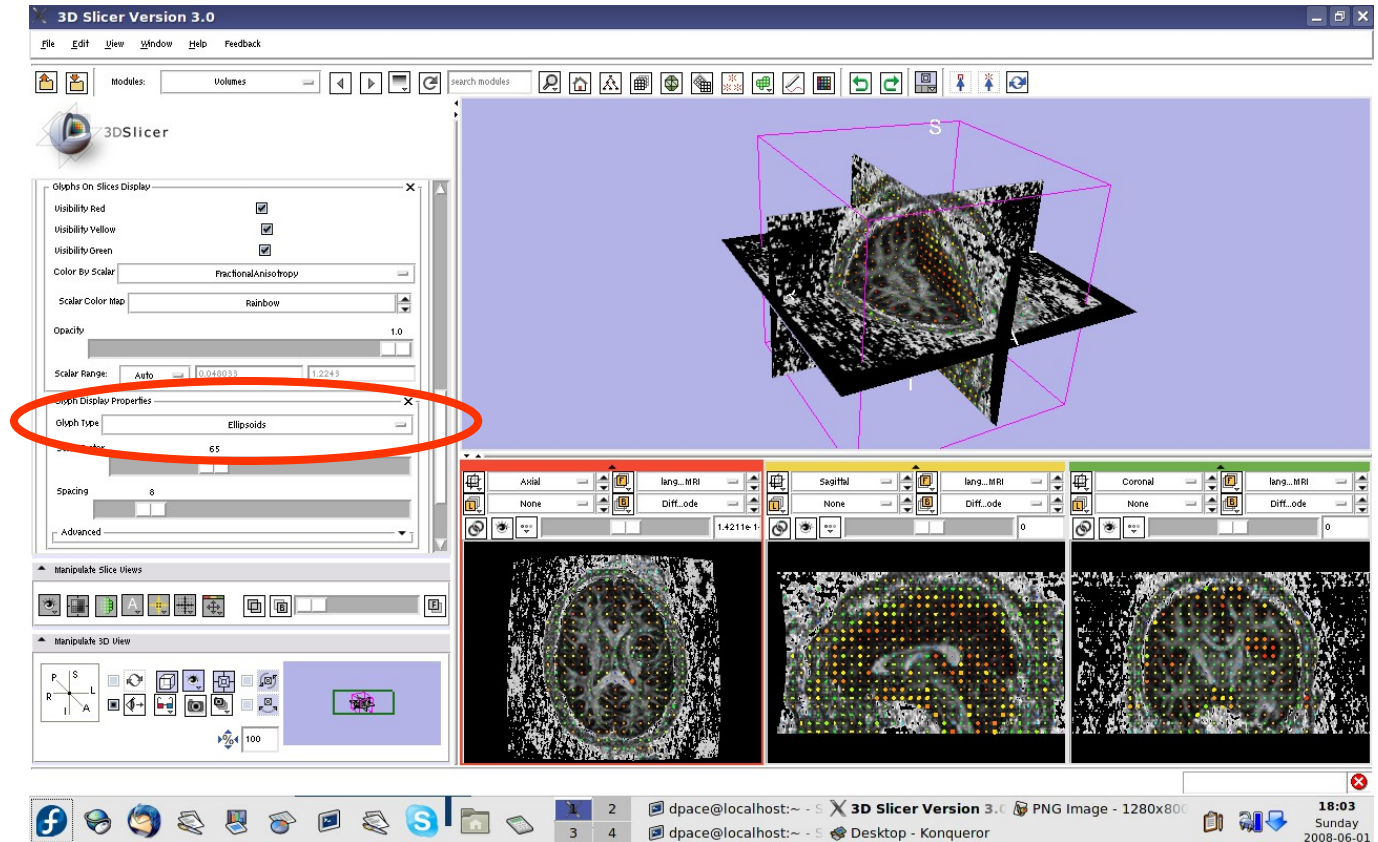 3D Slicer Version 3.0
File Edit View Window Help Feedback
Modules: Volumes search modules
3DSlicer
Glyphs On Slices Display
Visibility Red
Visibility Yellow
Visibility Green
Color By Scalar FractionalAnisotropy
Scalar Color Map Rainbow
Opacity 1.0
Scalar Range: Auto 0.048033 1.2243
Glyph Display Properties
Glyph Type Ellipsoids
65
Spacing 8
Advanced
Manipulate Slice Views
Manipulate 3D View
P S
R L
I A
100
S
A
I
Axial lang...MRI
None Diff...ode
1.4211e-1
Sagittal lang...MRI
None Diff...ode
0
Coronal lang...MRI
None Diff...ode
0
1 2
3 4
dpace@localhost:~ - S
3D Slicer Version 3.0
PNG Image - 1280x800
dpace@localhost:~ - S
Desktop - Konqueror
18:03
Sunday
2008-06-01